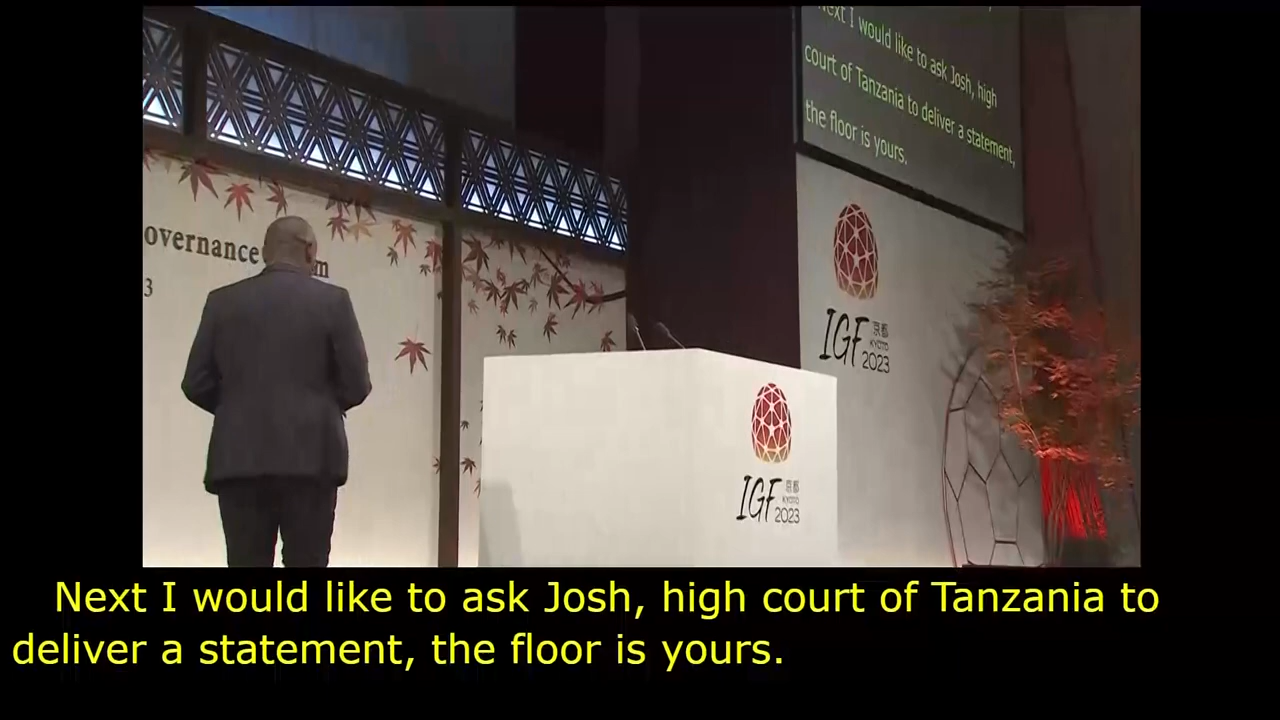 Next I would like to ask Josh, high
court of Tanzania to deliver a statement,
the floor is yours.
overnance
3
IGF 京都
KYOTO
2023
IGF 京都
KYOTO
2023
Next I would like to ask Josh, high court of Tanzania to
deliver a statement, the floor is yours.